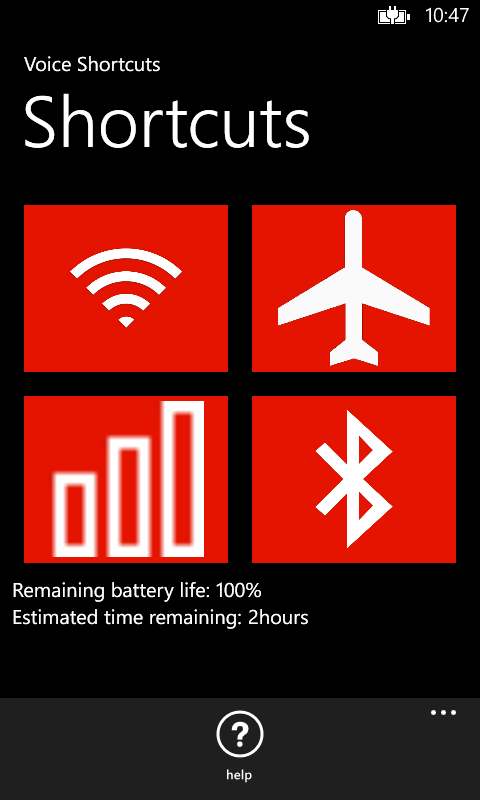 10:47
Voice Shortcuts
Shortcuts
Remaining battery life: 100%
Estimated time remaining: 2hours
?
help